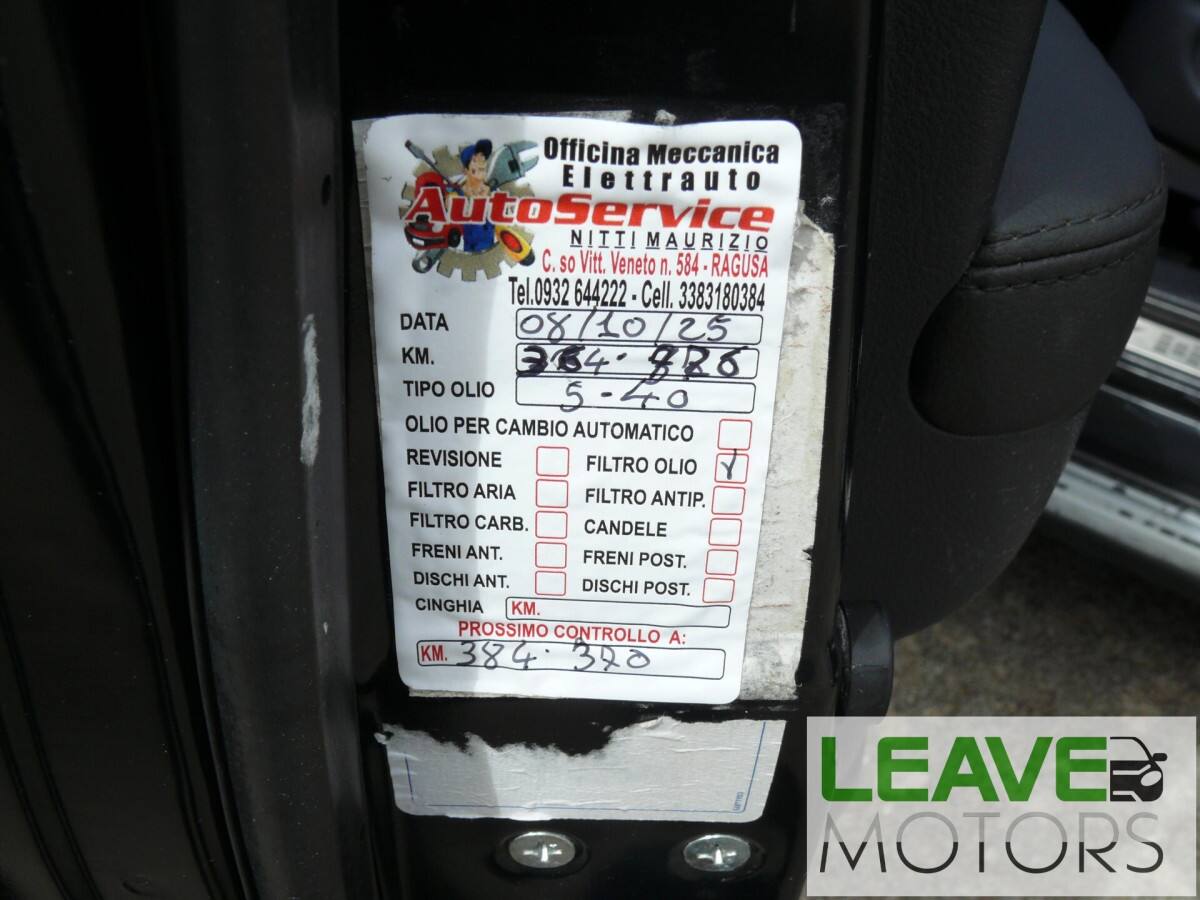 Officina Meccanica
Elettrauto
AutoService
NITTI MAURIZIO
C. so Vitt. Veneto n. 584 - RAGUSA
Tel.0932 644222 - Cell. 3383180384
DATA 08/10/25
KM.
TIPO OLIO 5-40
OLIO PER CAMBIO AUTOMATICO
REVISIONE FILTRO OLIO
FILTRO ARIA FILTRO ANTIP.
FILTRO CARB. CANDELE
FRENI ANT. FRENI POST.
DISCHI ANT. DISCHI POST.
CINGHIA KM.
PROSSIMO CONTROLLO A:
KM. 384.320
LEAVE
MOTORS